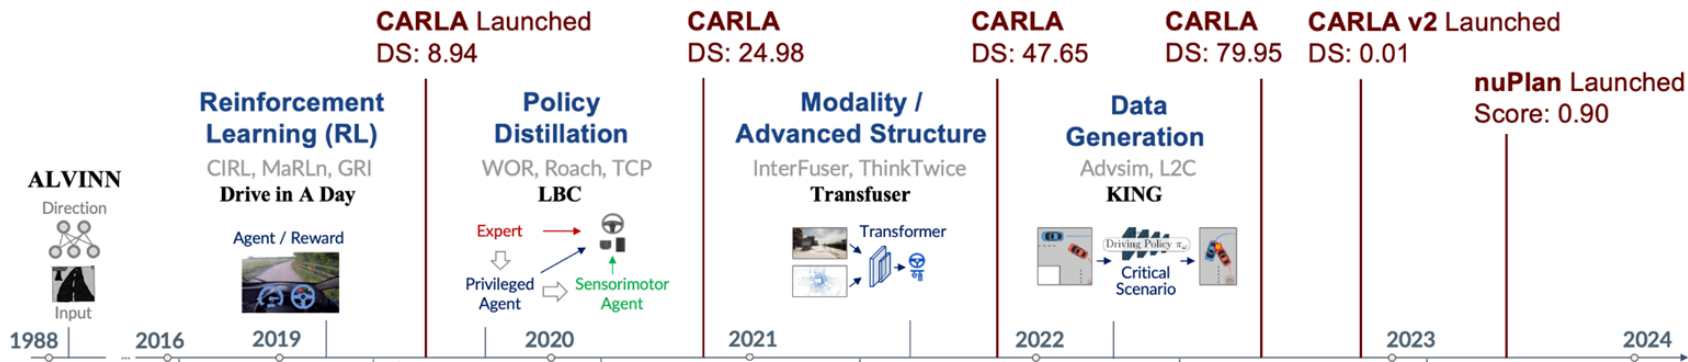 CARLA Launched
DS: 8.94
CARLA
DS: 24.98
CARLA
DS: 47.65
CARLA
DS: 79.95
CARLA v2 Launched
DS: 0.01
nuPlan Launched
Score: 0.90
ALVINN
Direction
Input
Reinforcement
Learning (RL)
CIRL, MaRLn, GRI
Drive in A Day
Agent / Reward
Policy
Distillation
WOR, Roach, TCP
LBC
Expert
Privileged
Agent
Sensorimotor
Agent
Modality /
Advanced Structure
InterFuser, ThinkTwice
Transfuser
Transformer
Data
Generation
Advsim, L2C
KING
Driving Policy πω
Critical
Scenario
1988 ... 2016 2019 2020 2021 2022 2023 2024